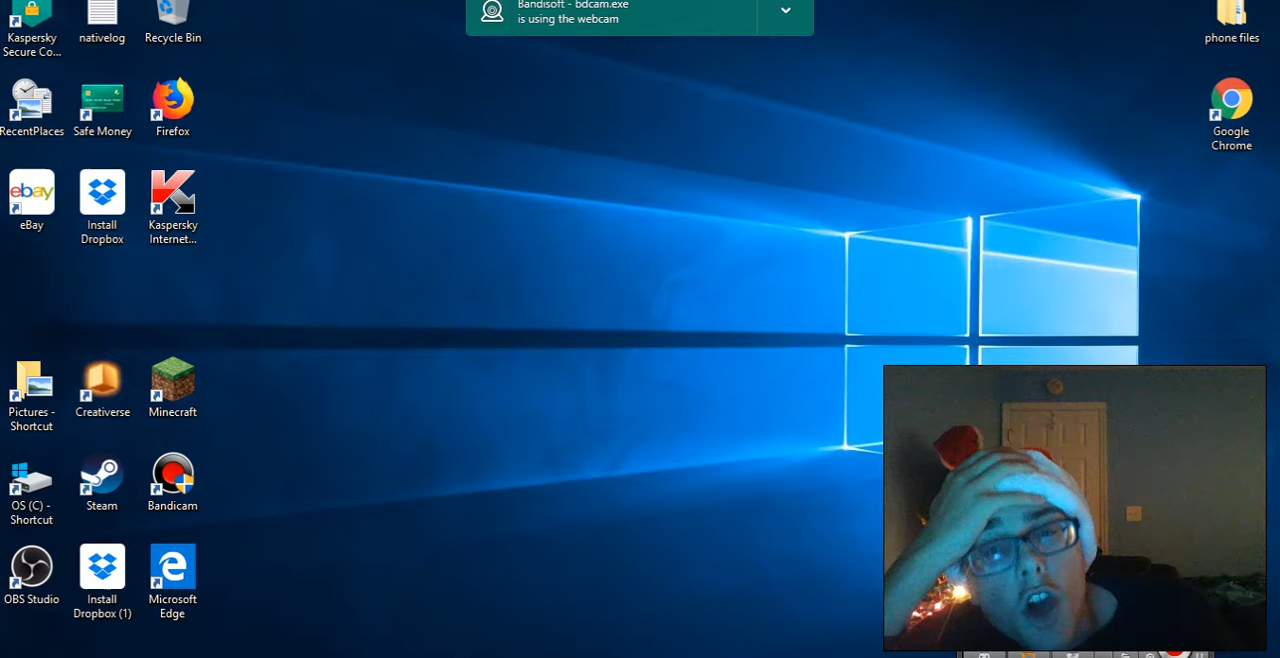 Bandisoft - bdcam.exe
is using the webcam
Kaspersky
Secure Co...
nativelog
Recycle Bin
phone files
RecentPlaces
Safe Money
Firefox
Google
Chrome
ebay
eBay
Install
Dropbox
Kaspersky
Internet...
Pictures -
Shortcut
Creativerse
Minecraft
OS (C) -
Shortcut
Steam
Bandicam
OBS Studio
Install
Dropbox (1)
Microsoft
Edge